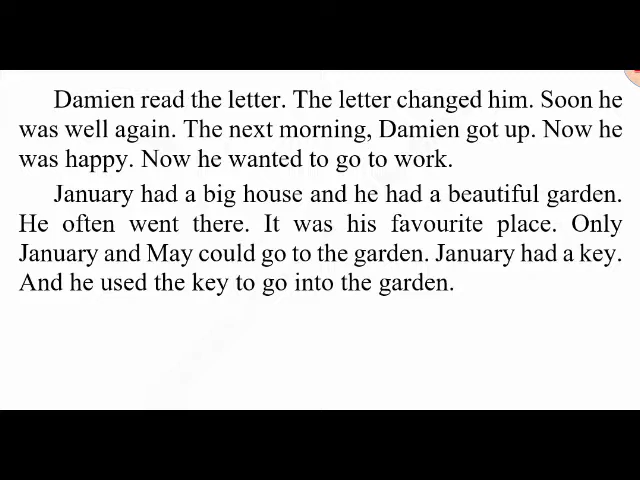 Damien read the letter. The letter changed him. Soon he
was well again. The next morning, Damien got up. Now he
was happy. Now he wanted to go to work.
January had a big house and he had a beautiful garden.
He often went there. It was his favourite place. Only
January and May could go to the garden. January had a key.
And he used the key to go into the garden.